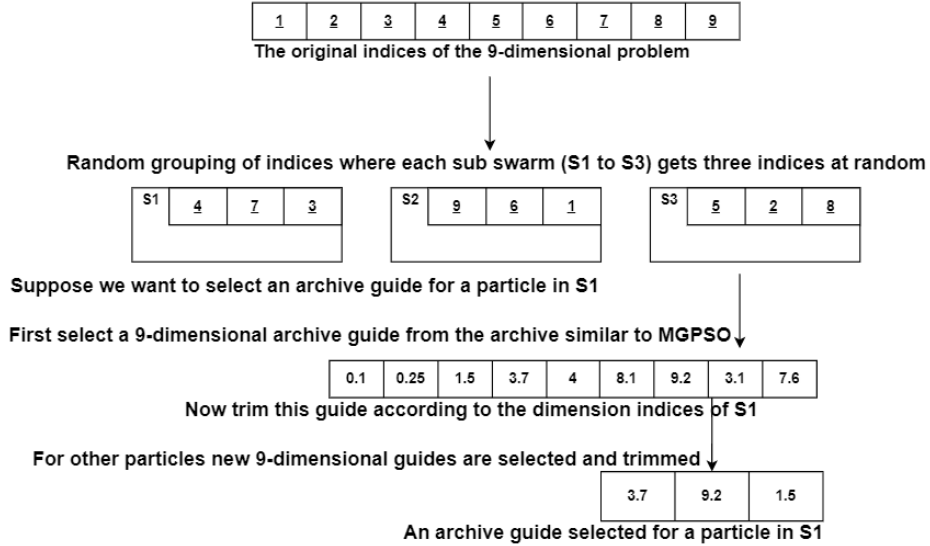 1 2 3 4 5 6 7 8 9
The original indices of the 9-dimensional problem
Random grouping of indices where each sub swarm (S1 to S3) gets three indices at random
S1 4 7 3 S2 9 6 1 S3 5 2 8
Suppose we want to select an archive guide for a particle in S1
First select a 9-dimensional archive guide from the archive similar to MGPSO
0.1 0.25 1.5 3.7 4 8.1 9.2 3.1 7.6
Now trim this guide according to the dimension indices of S1
For other particles new 9-dimensional guides are selected and trimmed
3.7 9.2 1.5
An archive guide selected for a particle in S1